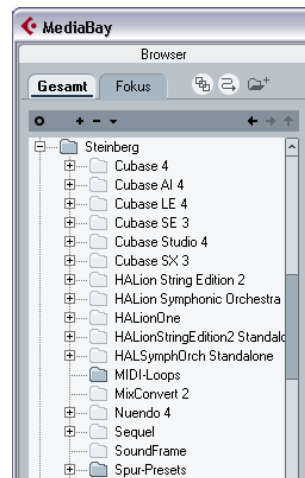 MediaBay
Browser
Gesamt Fokus
Steinberg
Cubase 4
Cubase AI 4
Cubase LE 4
Cubase SE 3
Cubase Studio 4
Cubase SX 3
HALion String Edition 2
HALion Symphonic Orchestra
HALionOne
HALionStringEdition2 Standalo
HALSymphOrch Standalone
MIDI-Loops
MixConvert 2
Nuendo 4
Sequel
SoundFrame
Spur-Presets